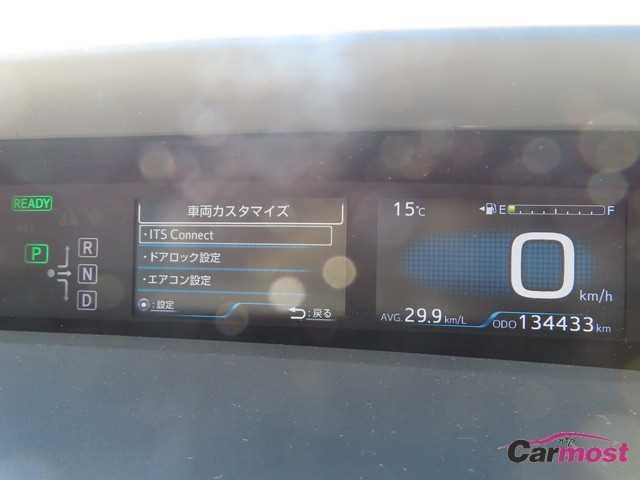 READY
P
R
N
D
車両カスタマイズ
・ITS Connect
・ドアロック設定
・エアコン設定
:設定
:戻る
15℃
E F
0 km/h
AVG. 29.9 km/L
ODO 134433 km
Carmost